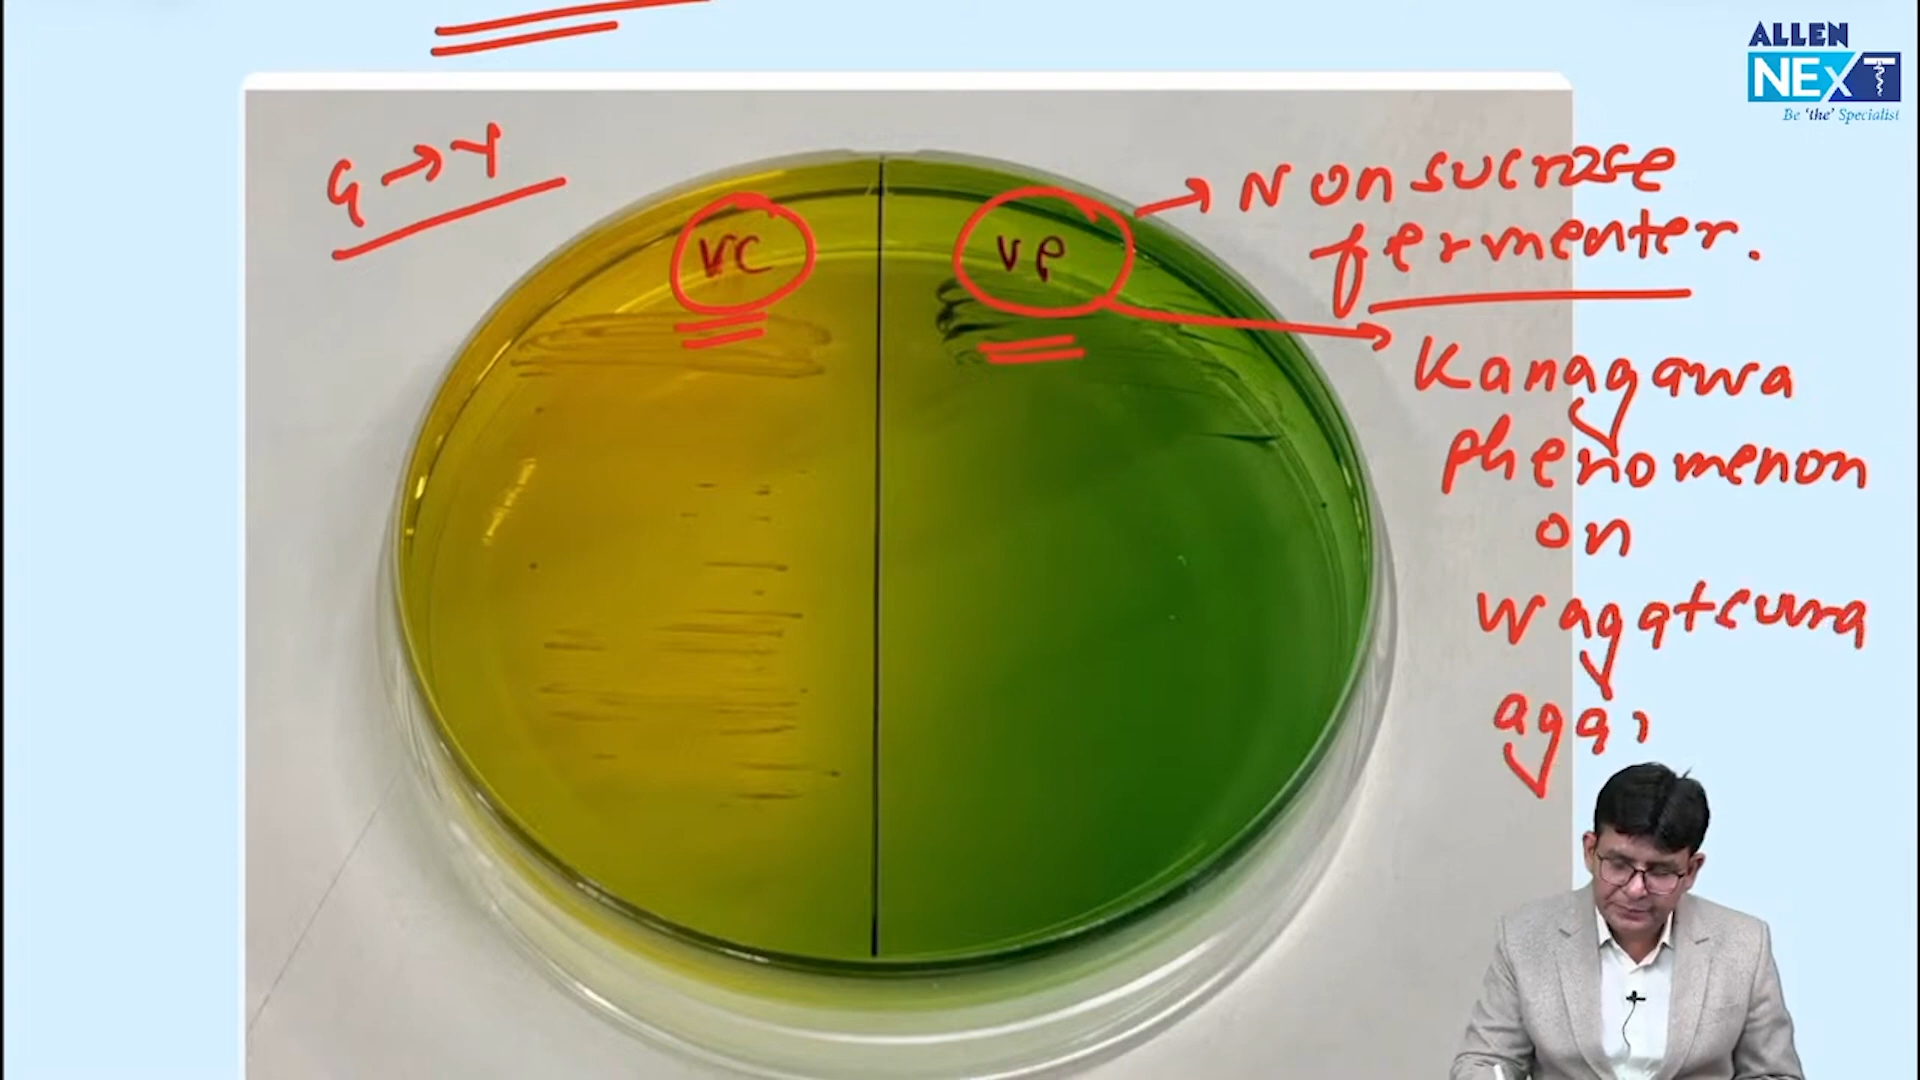 ALLEN
NEXT
Be 'the' Specialist
G → Y
VC
VP
→ Non sucrose
fermenter.
Kanagawa
phenomenon
on
wagatsuma
agar